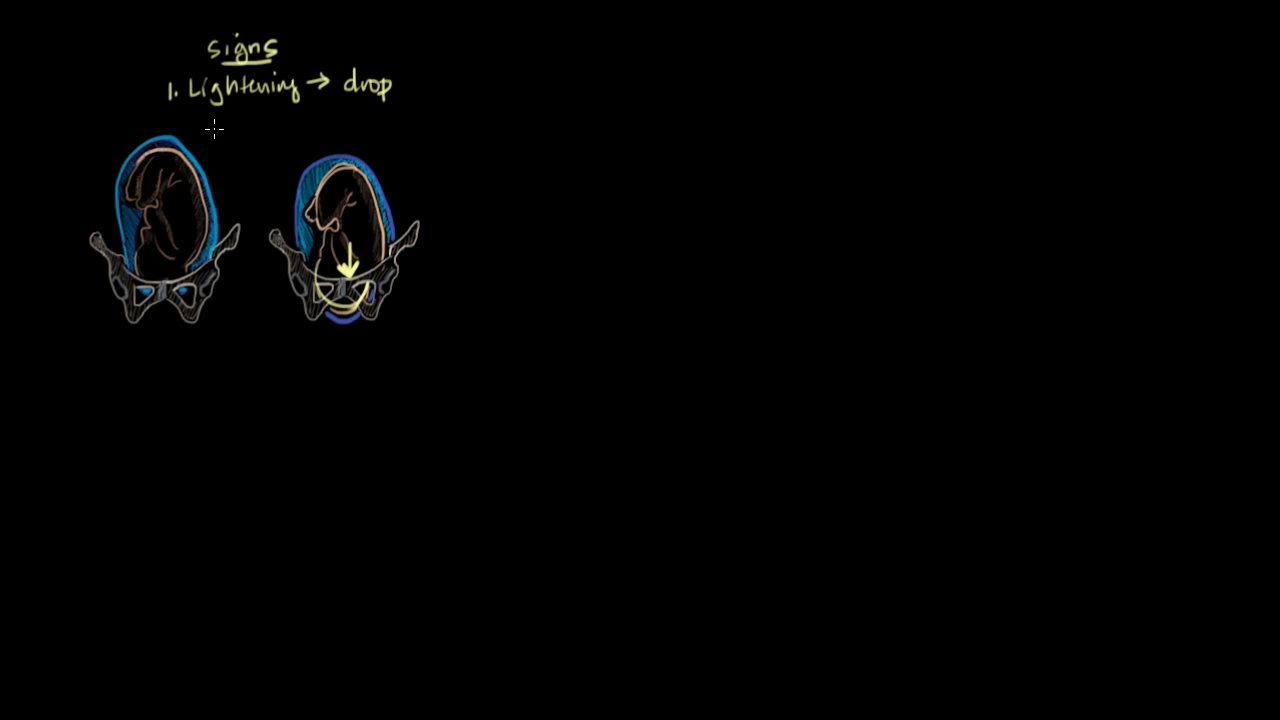 signs
1. Lightening → drop